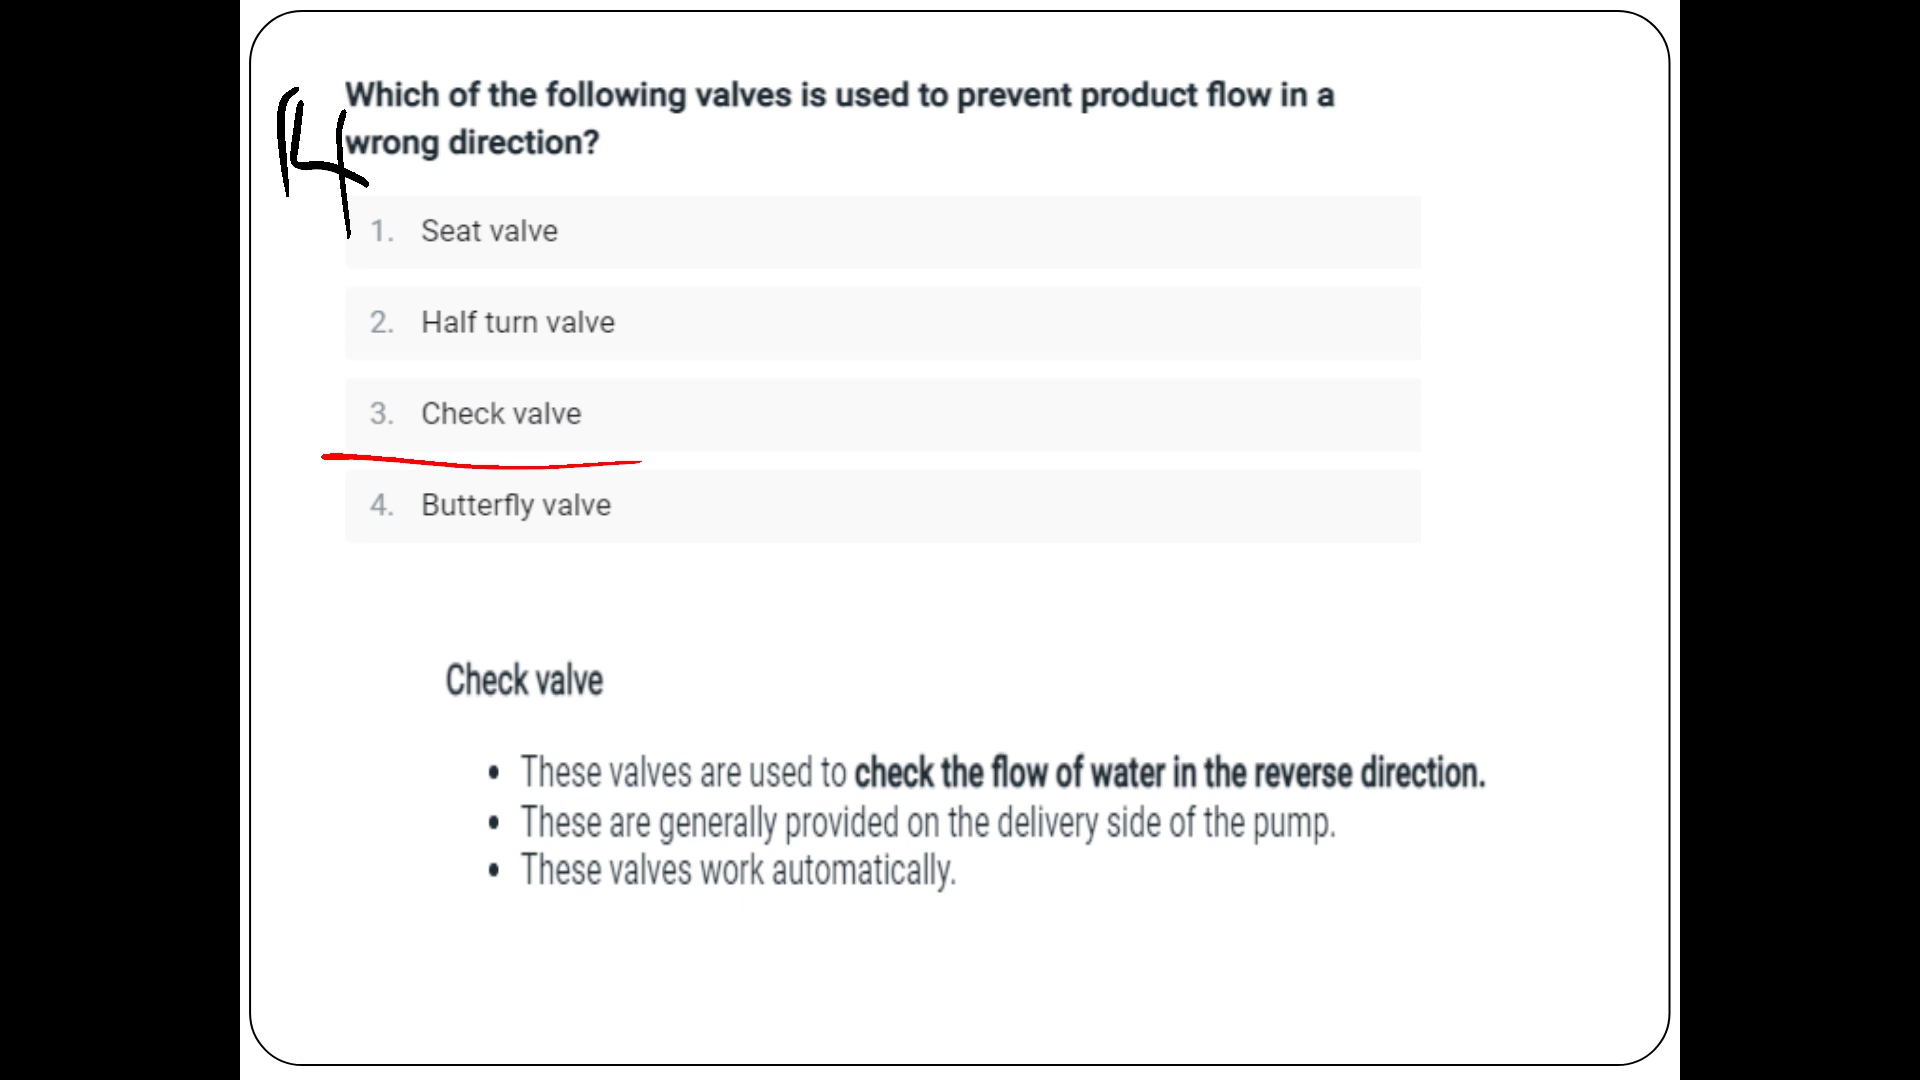 14
Which of the following valves is used to prevent product flow in a
wrong direction?
1. Seat valve
2. Half turn valve
3. Check valve
4. Butterfly valve
Check valve
• These valves are used to check the flow of water in the reverse direction.
• These are generally provided on the delivery side of the pump.
• These valves work automatically.